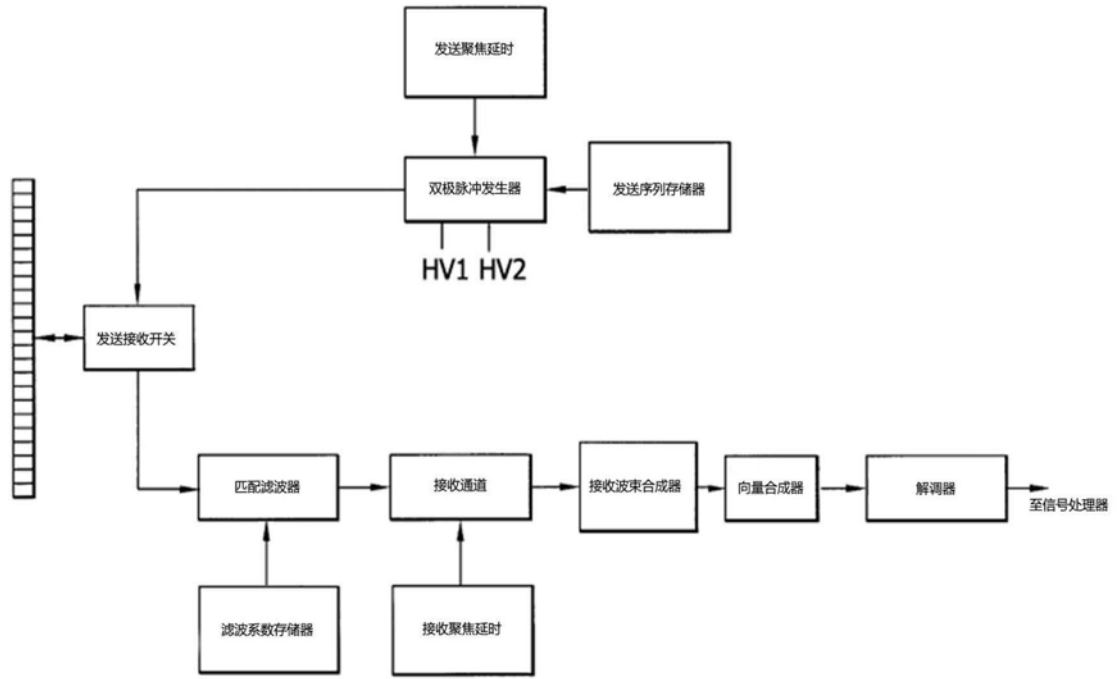 发送聚焦延时
双极脉冲发生器
发送序列存储器
HV1 HV2
发送接收开关
匹配滤波器
接收通道
接收波束合成器
向量合成器
解调器
至信号处理器
滤波系数存储器
接收聚焦延时